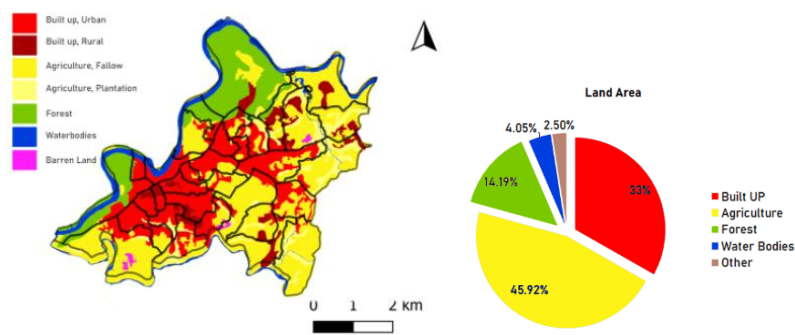 Built up, Urban
Built up, Rural
Agriculture, Fallow
Agriculture, Plantation
Forest
Waterbodies
Barren Land
0 1 2 km
Land Area
4.05%
2.50%
14.19%
33%
45.92%
Built UP
Agriculture
Forest
Water Bodies
Other